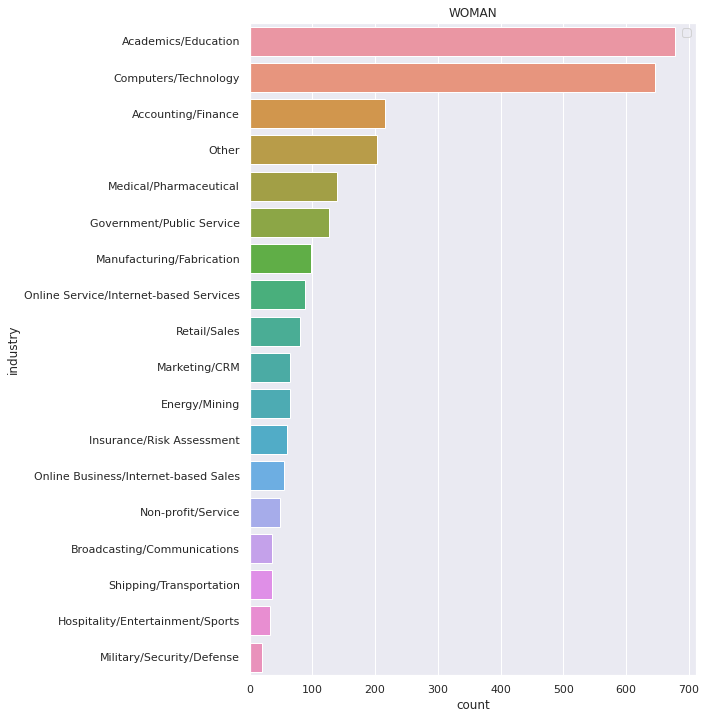 WOMAN
Academics/Education
Computers/Technology
Accounting/Finance
Other
Medical/Pharmaceutical
Government/Public Service
Manufacturing/Fabrication
Online Service/Internet-based Services
Retail/Sales
Marketing/CRM
Energy/Mining
Insurance/Risk Assessment
Online Business/Internet-based Sales
Non-profit/Service
Broadcasting/Communications
Shipping/Transportation
Hospitality/Entertainment/Sports
Military/Security/Defense
industry
0 100 200 300 400 500 600 700
count